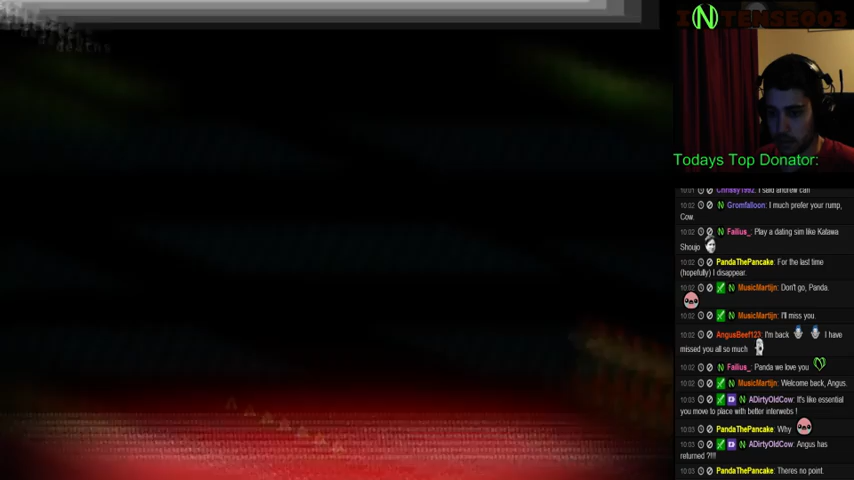 deaths
INTENSE003
Todays Top Donator:
10:01 Chrissy1992: I said andrew can
10:02 Gromfalloon: I much prefer your rump,
Cow.
10:02 Failius_: Play a dating sim like Katawa
Shoujo
10:02 PandaThePancake: For the last time
(hopefully) I disappear.
10:02 MusicMartijn: Don't go, Panda.
10:02 MusicMartijn: I'll miss you.
10:02 AngusBeef123: I'm back I have
missed you all so much
10:02 Failius_: Panda we love you
10:02 MusicMartijn: Welcome back, Angus.
10:03 ADirtyOldCow: It's like essential
you move to place with better interwebs !
10:03 PandaThePancake: Why
10:03 ADirtyOldCow: Angus has
returned ?!!!
10:03 PandaThePancake: Theres no point.